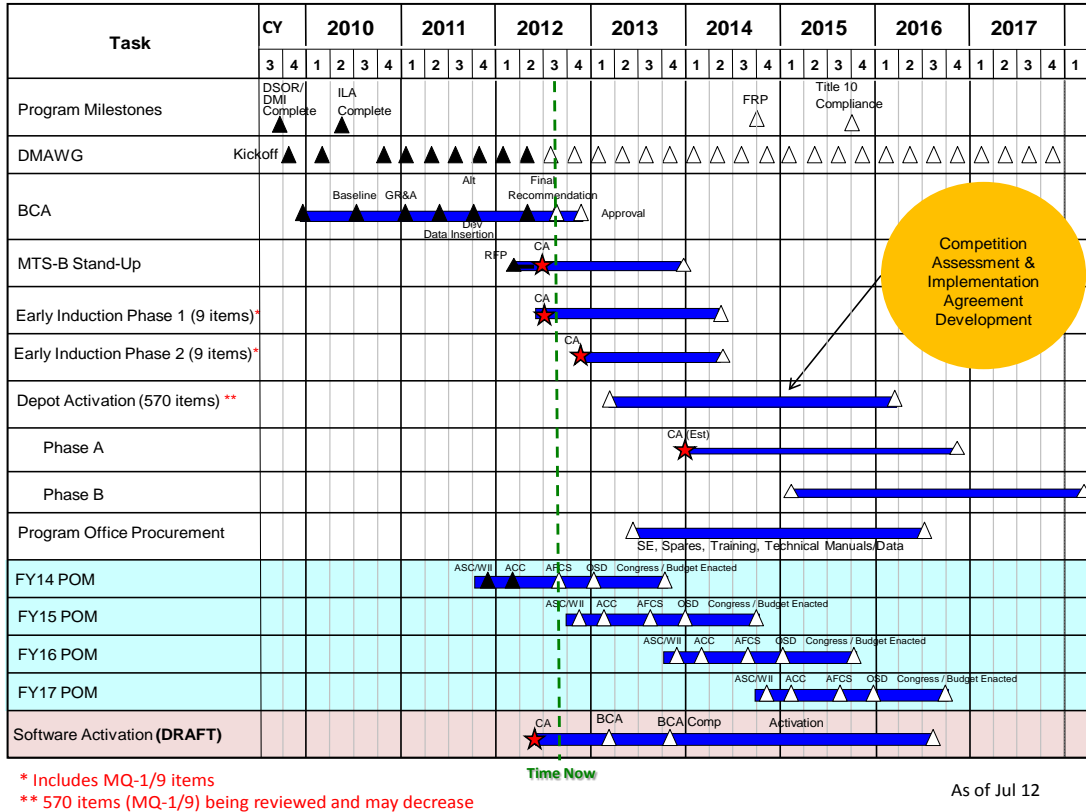 Task
CY 2010 2011 2012 2013 2014 2015 2016 2017
3 4 1 2 3 4 1 2 3 4 1 2 3 4 1 2 3 4 1 2 3 4 1 2 3 4 1 2 3 4 1 2 3 4 1
Program Milestones
DSOR/
DMI
Complete
ILA
Complete
FRP
Title 10
Compliance
DMAWG
Kickoff
BCA
Baseline GR&A
Alt
Dev
Data Insertion
Final
Recommendation
Approval
MTS-B Stand-Up
RFP
CA
Early Induction Phase 1 (9 items)*
CA
Early Induction Phase 2 (9 items)*
CA
Competition
Assessment &
Implementation
Agreement
Development
Depot Activation (570 items) **
Phase A
CA (Est)
Phase B
Program Office Procurement
SE, Spares, Training, Technical Manuals/Data
FY14 POM
ASC/WII ACC AFCS OSD Congress / Budget Enacted
FY15 POM
ASC/WII ACC AFCS OSD Congress / Budget Enacted
FY16 POM
ASC/WII ACC AFCS OSD Congress / Budget Enacted
FY17 POM
ASC/WII ACC AFCS OSD Congress / Budget Enacted
Software Activation (DRAFT)
CA BCA BCA Comp Activation
Time Now
* Includes MQ-1/9 items
** 570 items (MQ-1/9) being reviewed and may decrease
As of Jul 12